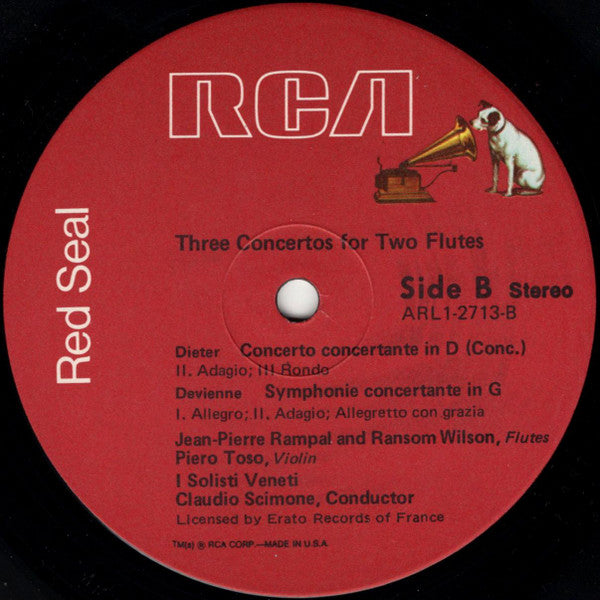 RCA
Red Seal
Three Concertos for Two Flutes
Side B Stereo
ARL1-2713-B
Dieter Concerto concertante in D (Conc.)
II. Adagio; III Rondo
Devienne Symphonie concertante in G
I. Allegro; II. Adagio; Allegretto con grazia
Jean-Pierre Rampal and Ransom Wilson, Flutes
Piero Toso, Violin
I Solisti Veneti
Claudio Scimone, Conductor
Licensed by Erato Records of France
TM(s) ® RCA CORP.—MADE IN U.S.A.